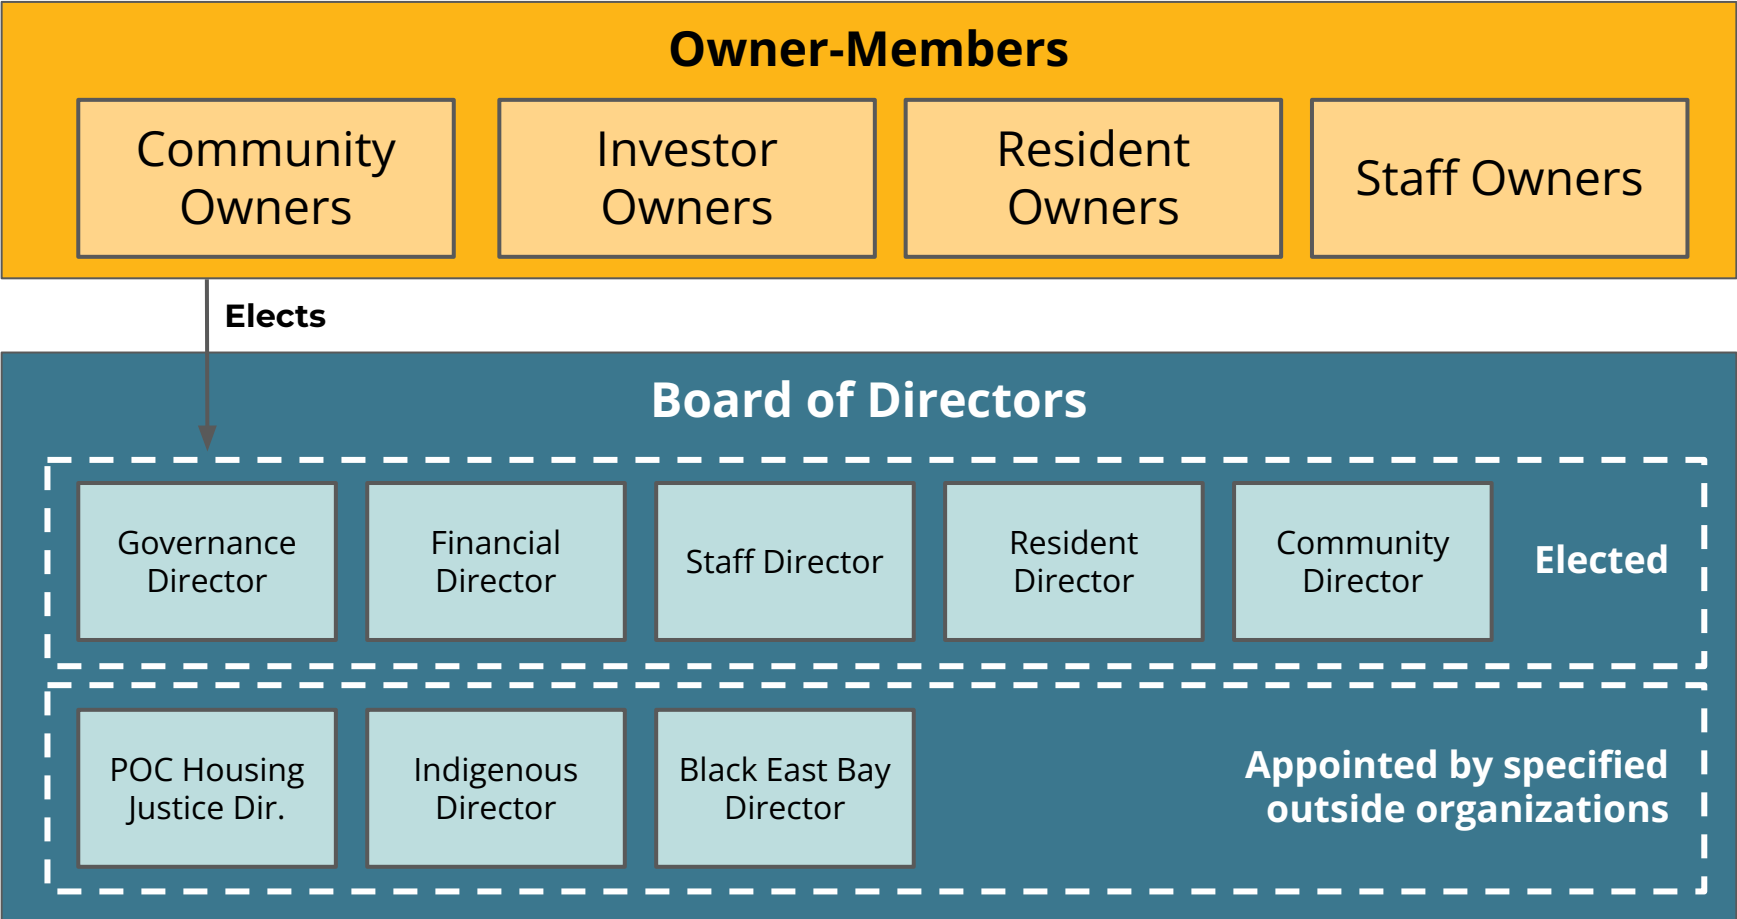 Owner-Members
Community
Owners
Investor
Owners
Resident
Owners
Staff Owners
Elects
Board of Directors
Governance
Director
Financial
Director
Staff Director
Resident
Director
Community
Director
Elected
POC Housing
Justice Dir.
Indigenous
Director
Black East Bay
Director
Appointed by specified
outside organizations